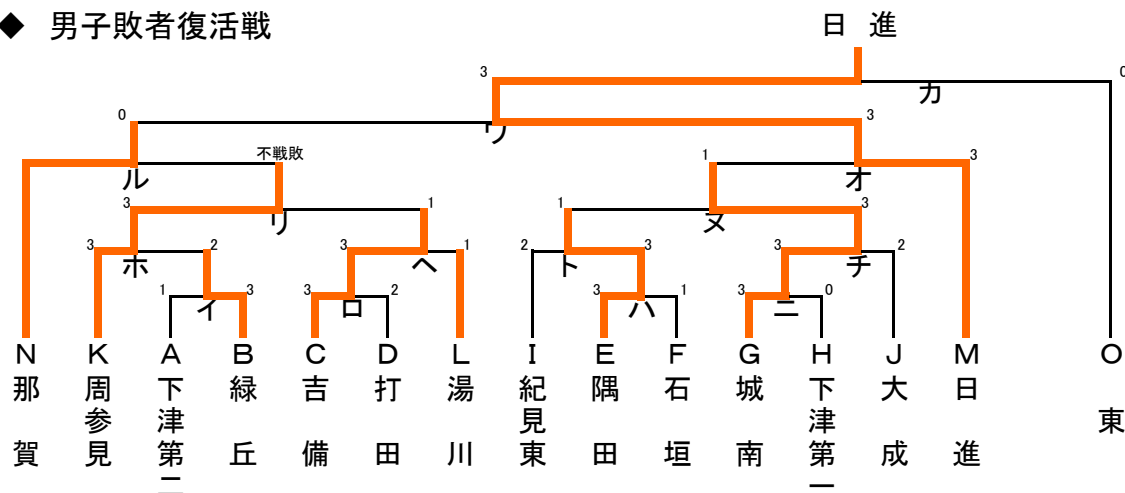 ◆ 男子敗者復活戦
日 進
3 0
カ
0 3
ウ
不戦敗 1 3
ル オ
3 1 1 3
リ ヌ
3 2 3 1 2 3 3 2
ホ ヘ ト チ
1 3 3 2 3 1 3 0
イ ロ ハ ニ
N K A B C D L I E F G H J M O
那賀 周参見 下津第二 緑丘 吉備 打田 湯川 紀見東 隅田 石垣 城南 下津第一 大成 日進 東